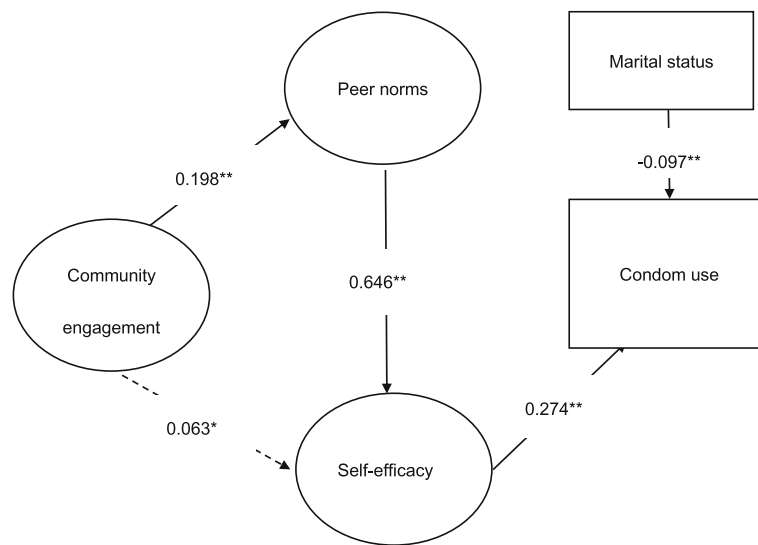 Peer norms
Marital status
-0.097**
0.198**
Community
engagement
0.646**
Condom use
0.063*
0.274**
Self-efficacy